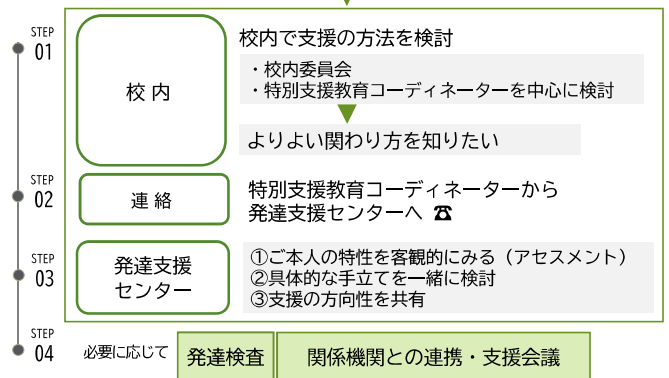 STEP
01
校内
校内で支援の方法を検討
・校内委員会
・特別支援教育コーディネーターを中心に検討
よりよい関わり方を知りたい
STEP
02
連絡
特別支援教育コーディネーターから
発達支援センターへ ☎
STEP
03
発達支援
センター
①ご本人の特性を客観的にみる（アセスメント）
②具体的な手立てを一緒に検討
③支援の方向性を共有
STEP
04
必要に応じて
発達検査
関係機関との連携・支援会議